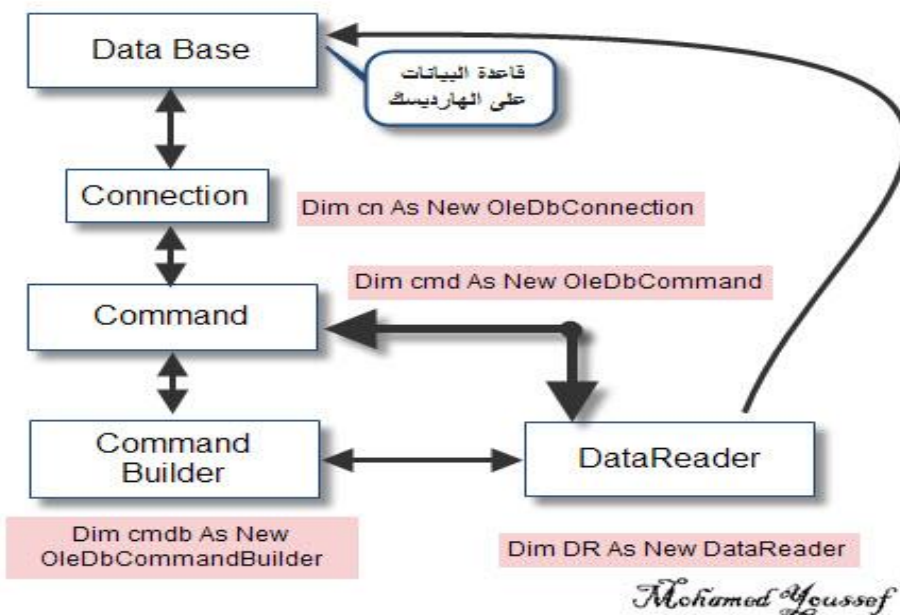 Data Base
قاعدة البيانات
على الهارديسك
Connection
Dim cn As New OleDbConnection
Dim cmd As New OleDbCommand
Command
Command
Builder
DataReader
Dim cmdb As New
OleDbCommandBuilder
Dim DR As New DataReader
Mohamed Youssef